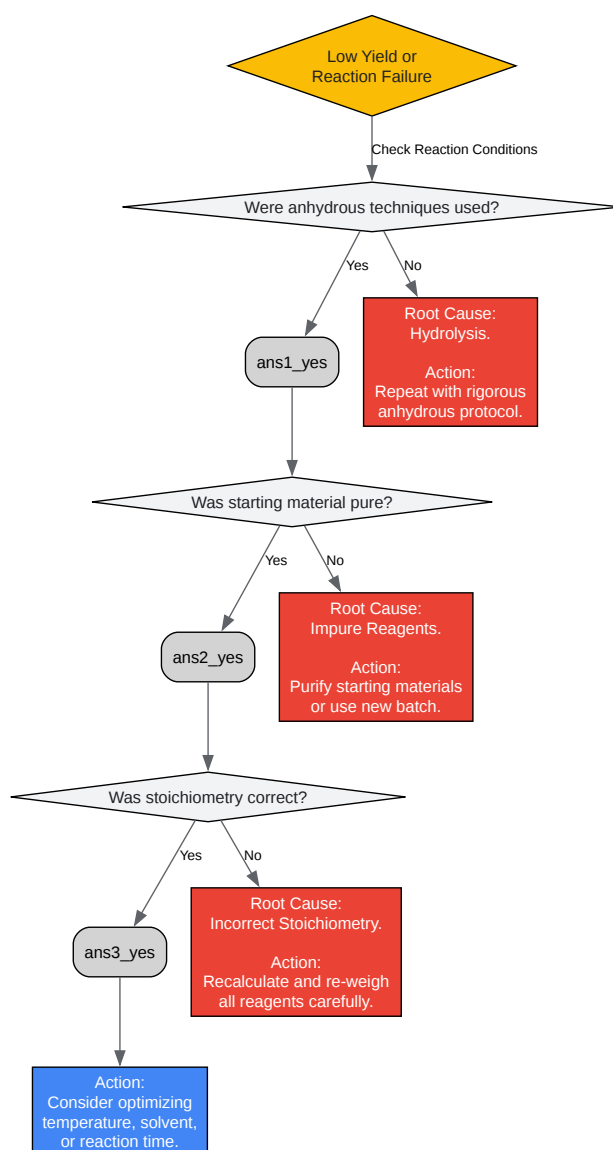 Low Yield or
Reaction Failure
Check Reaction Conditions
Were anhydrous techniques used?
Yes
No
Root Cause:
Hydrolysis.
Action:
Repeat with rigorous
anhydrous protocol.
ans1_yes
Was starting material pure?
Yes
No
Root Cause:
Impure Reagents.
Action:
Purify starting materials
or use new batch.
ans2_yes
Was stoichiometry correct?
Yes
No
Root Cause:
Incorrect Stoichiometry.
Action:
Recalculate and re-weigh
all reagents carefully.
ans3_yes
Action:
Consider optimizing
temperature, solvent,
or reaction time.